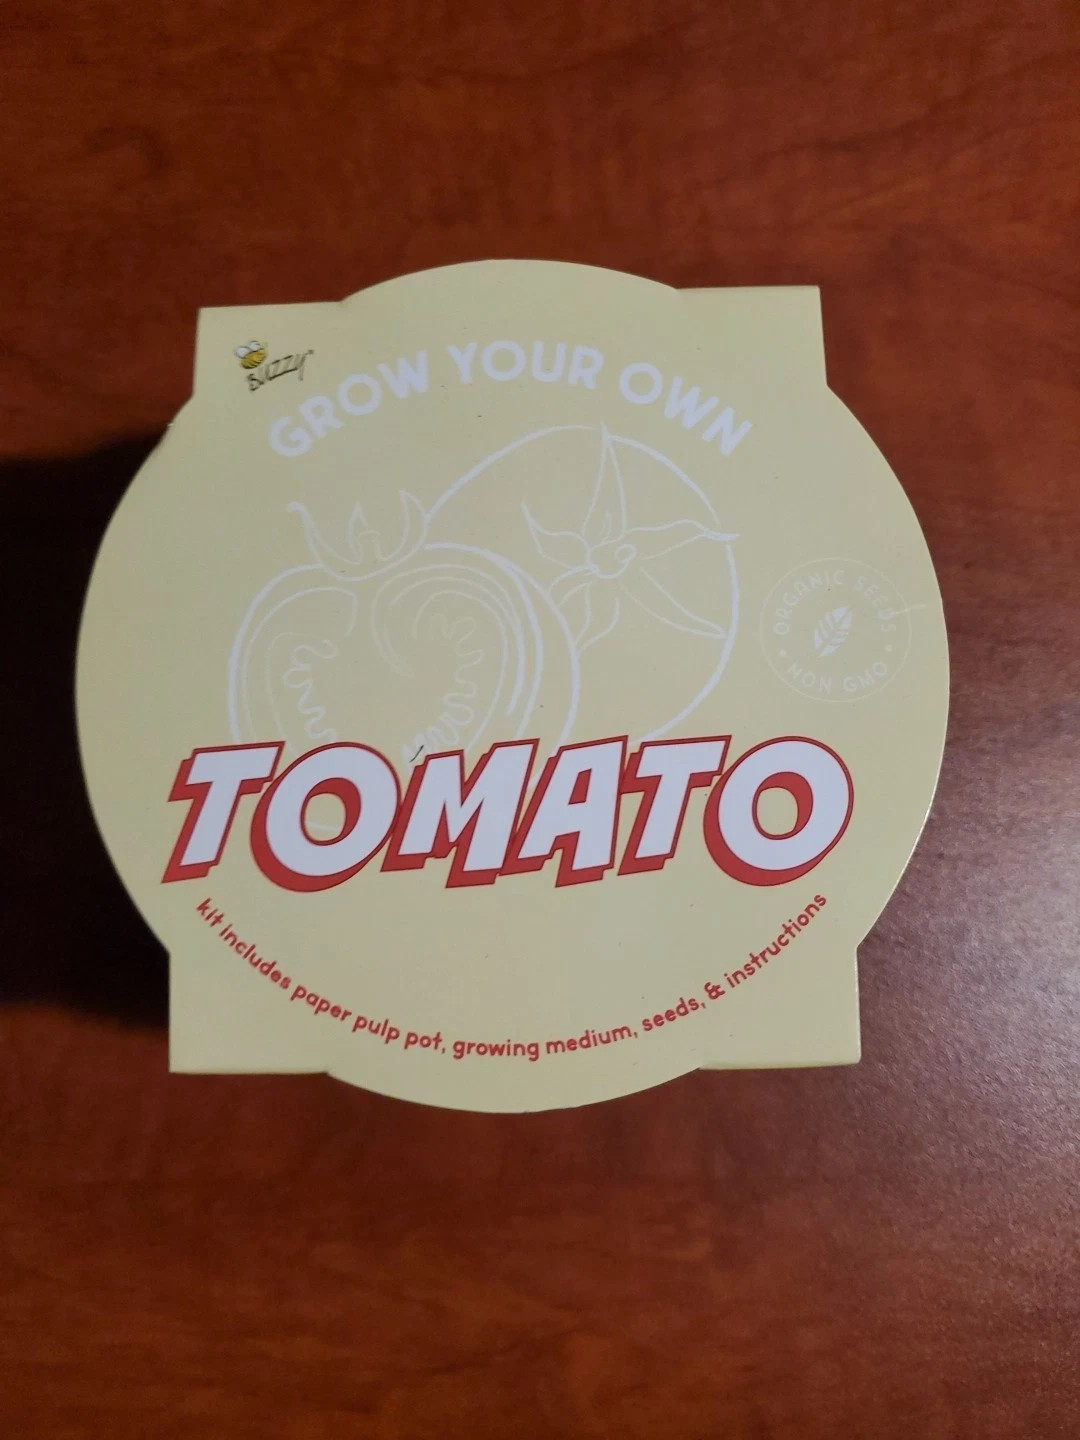 BUZZY
GROW YOUR OWN
ORGANIC SEEDS
• NON GMO •
TOMATO
kit includes paper pulp pot, growing medium, seeds, & instructions